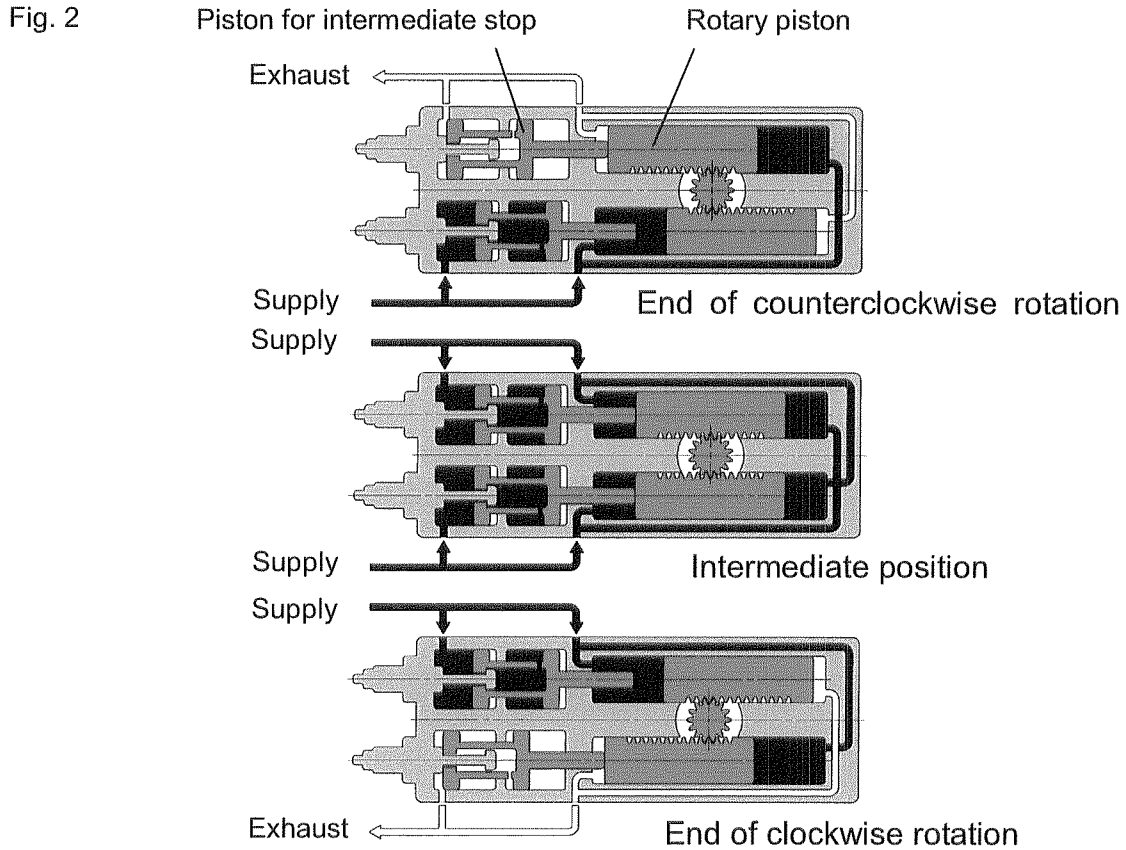 Fig. 2
Piston for intermediate stop
Rotary piston
Exhaust
Supply
End of counterclockwise rotation
Supply
Supply
Intermediate position
Supply
Exhaust
End of clockwise rotation